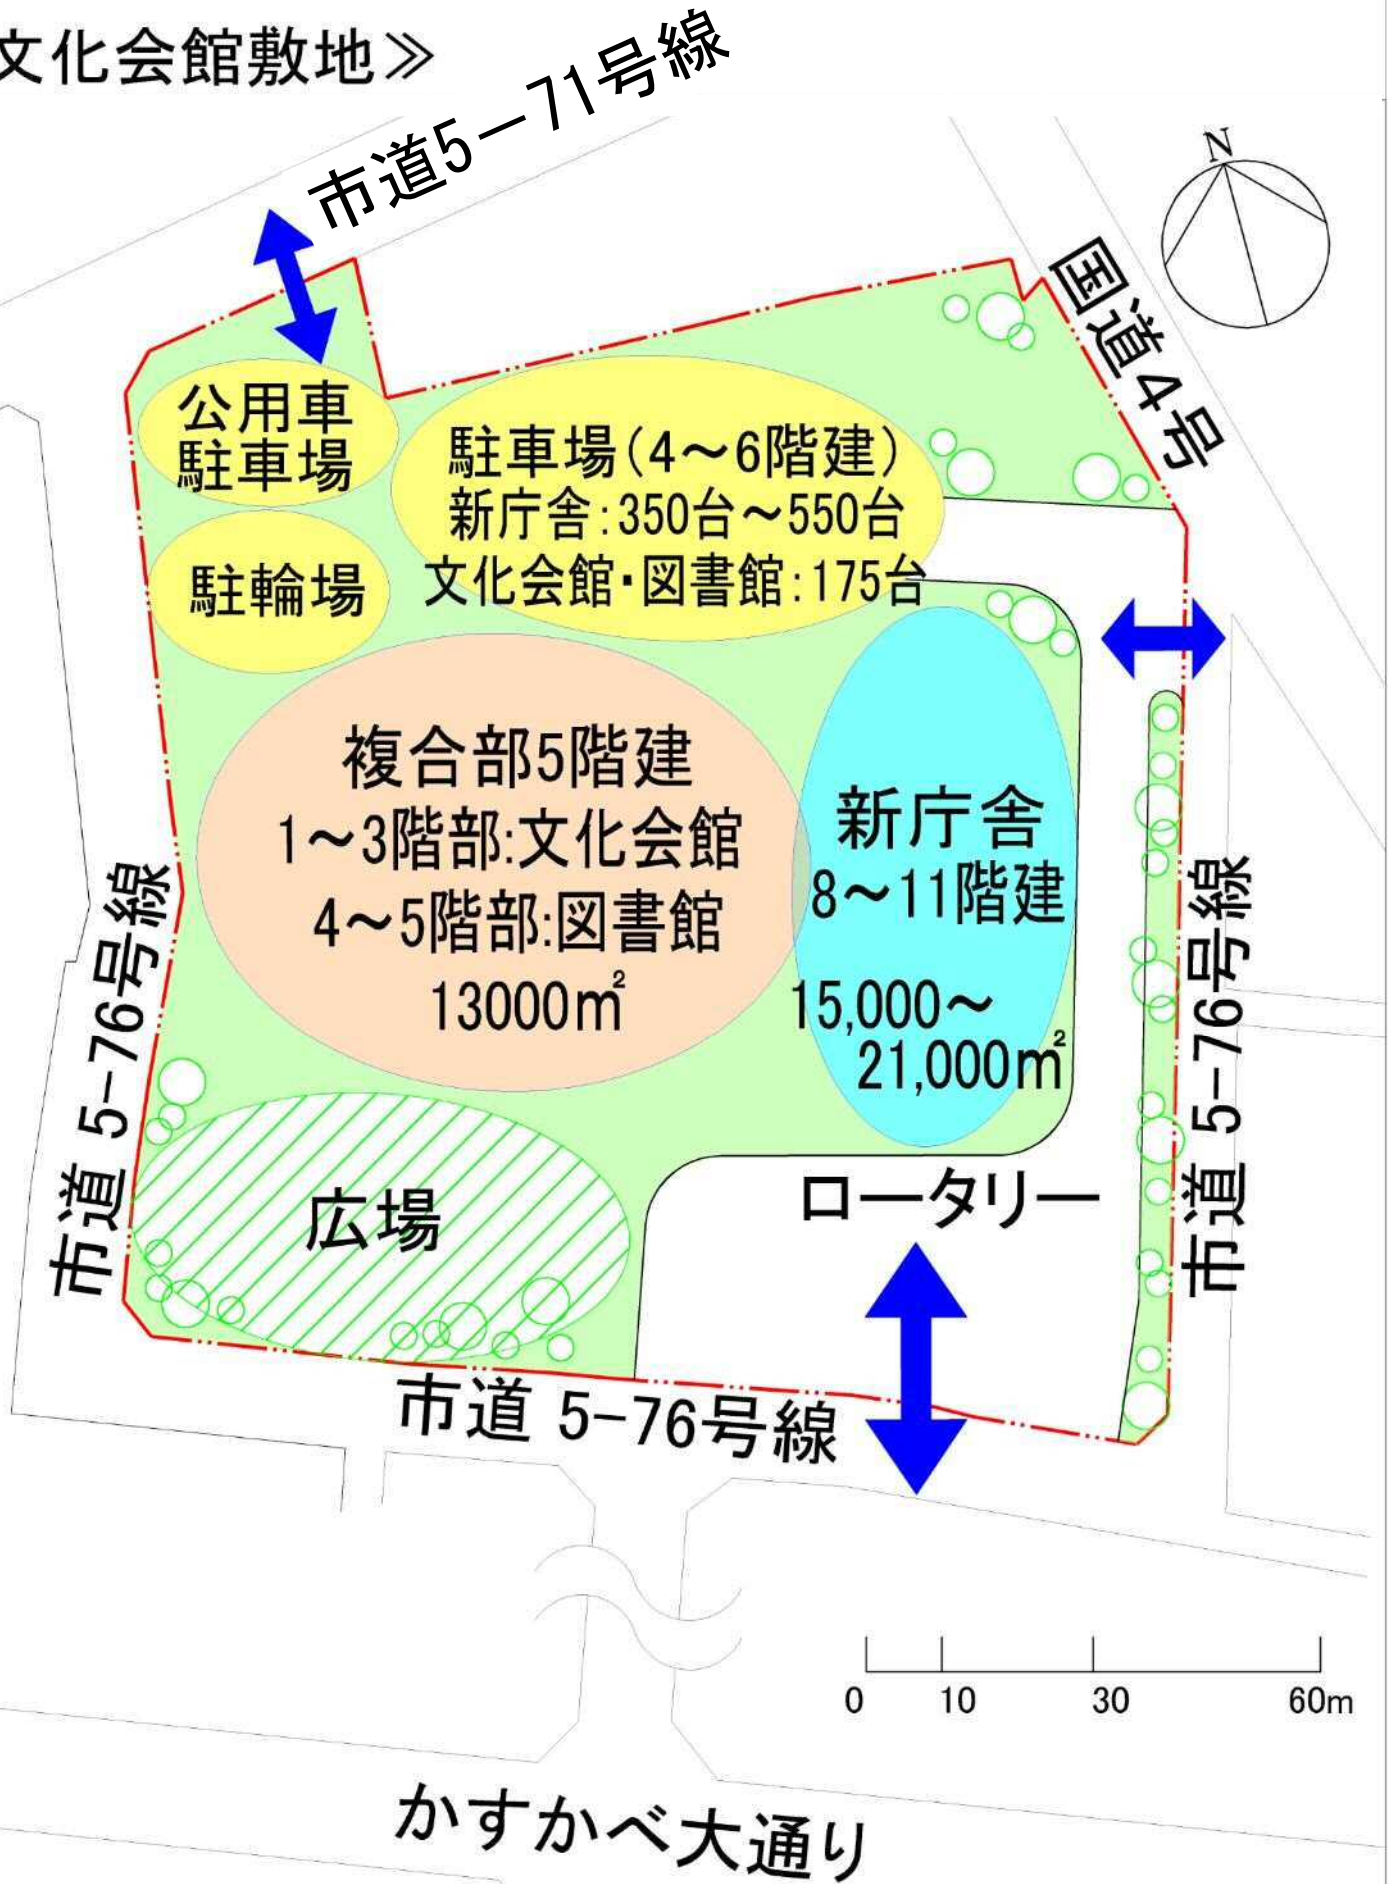 文化会館敷地≫
市道5－71号線
N
国道4号
公用車
駐車場
駐車場(4～6階建)
新庁舎:350台～550台
文化会館・図書館:175台
駐輪場
複合部5階建
1～3階部:文化会館
4～5階部:図書館
13000㎡
新庁舎
8～11階建
15,000～
21,000㎡
市道 5-76号線
市道 5-76号線
広場
ロータリー
市道 5-76号線
0 10 30 60m
かすかべ大通り